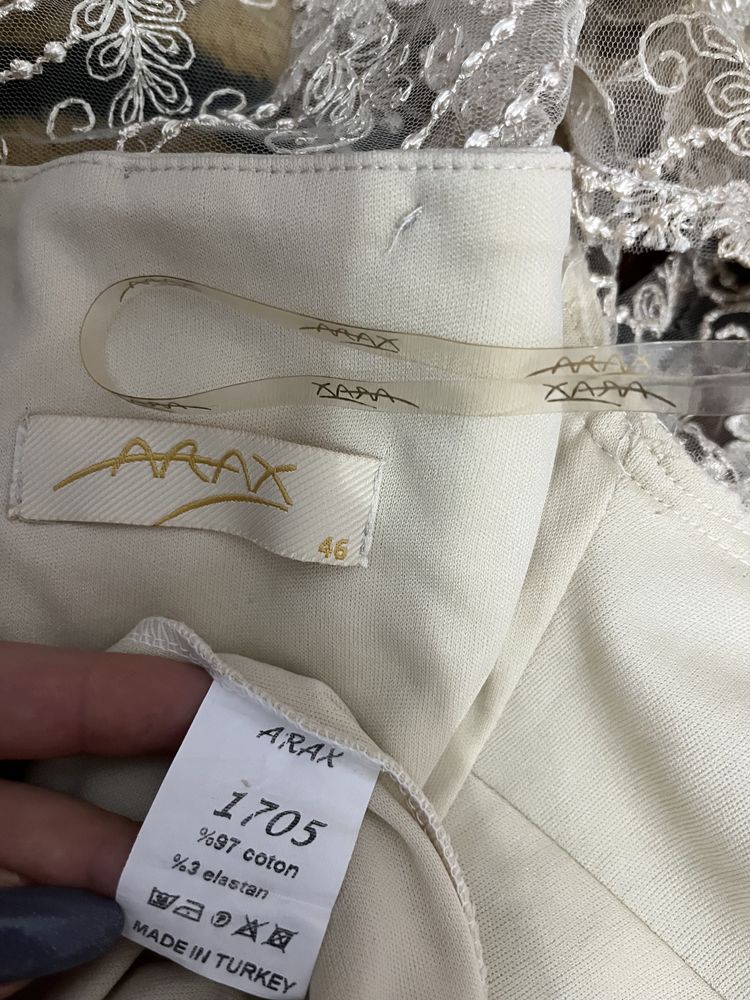 ARAX
ARAX
ARAX
ARAX
ARAX
46
ARAX
1705
%97 coton
%3 elastan
MADE IN TURKEY